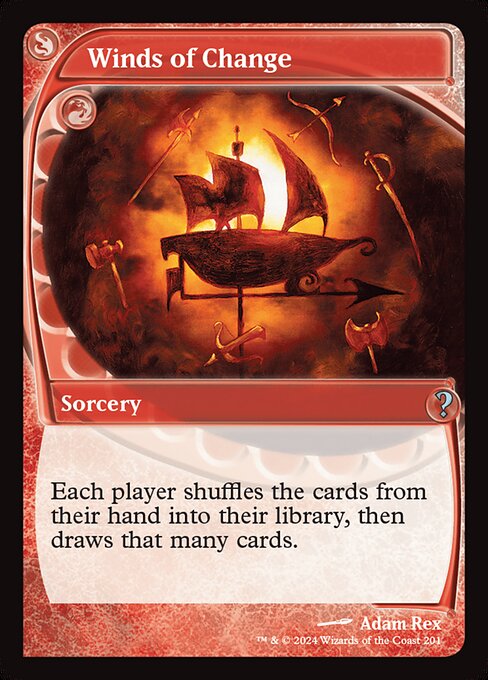 Winds of Change
Sorcery
?
Each player shuffles the cards from
their hand into their library, then
draws that many cards.
Adam Rex
™ & © 2024 Wizards of the Coast 201